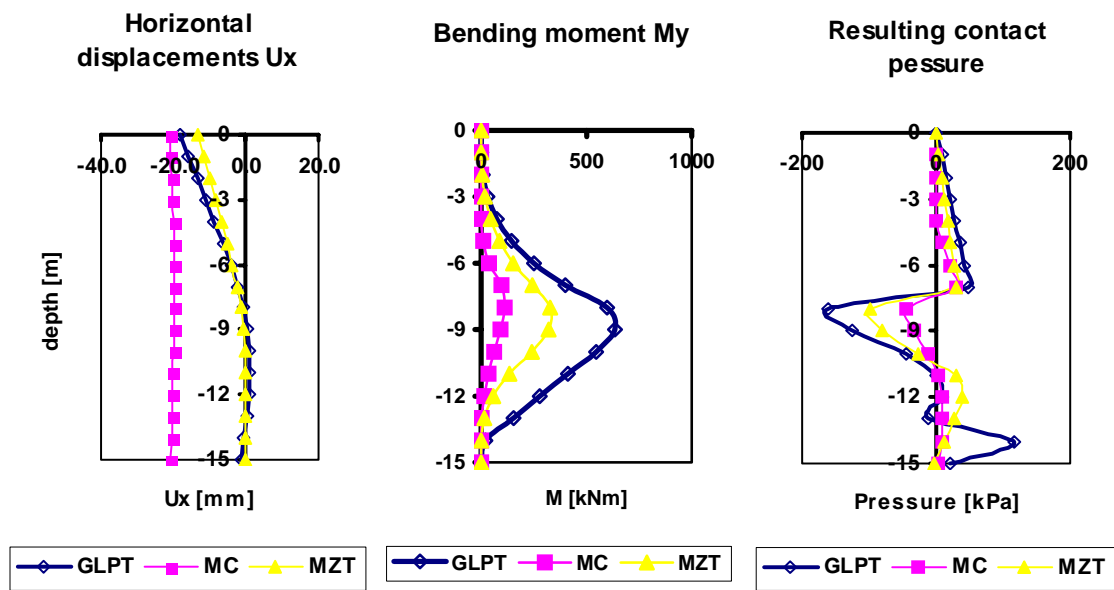 Horizontal
displacements Ux
-40.0 -20.0 0.0 20.0
0
-3
-6
-9
-12
-15
depth [m]
Ux [mm]
GLPT MC MZT
Bending moment My
0 500 1000
0
-3
-6
-9
-12
-15
M [kNm]
GLPT MC MZT
Resulting contact
pessure
-200 0 200
0
-3
-6
-9
-12
-15
Pressure [kPa]
GLPT MC MZT